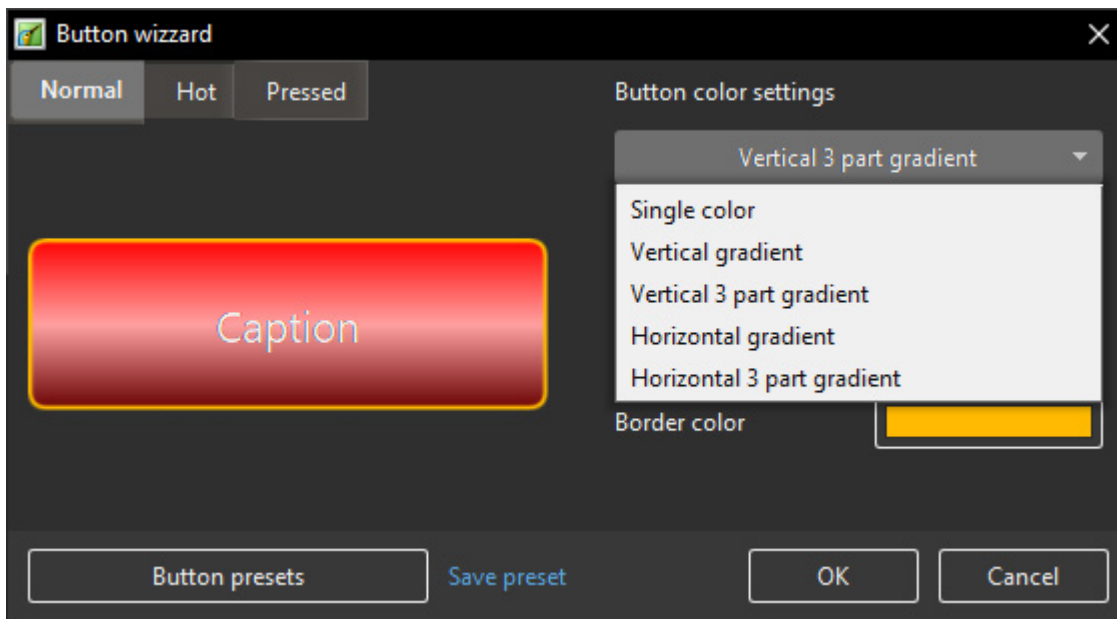 Button wizzard
Normal Hot Pressed
Button color settings
Vertical 3 part gradient
Single color
Vertical gradient
Vertical 3 part gradient
Horizontal gradient
Horizontal 3 part gradient
Caption
Border color
Button presets Save preset OK Cancel